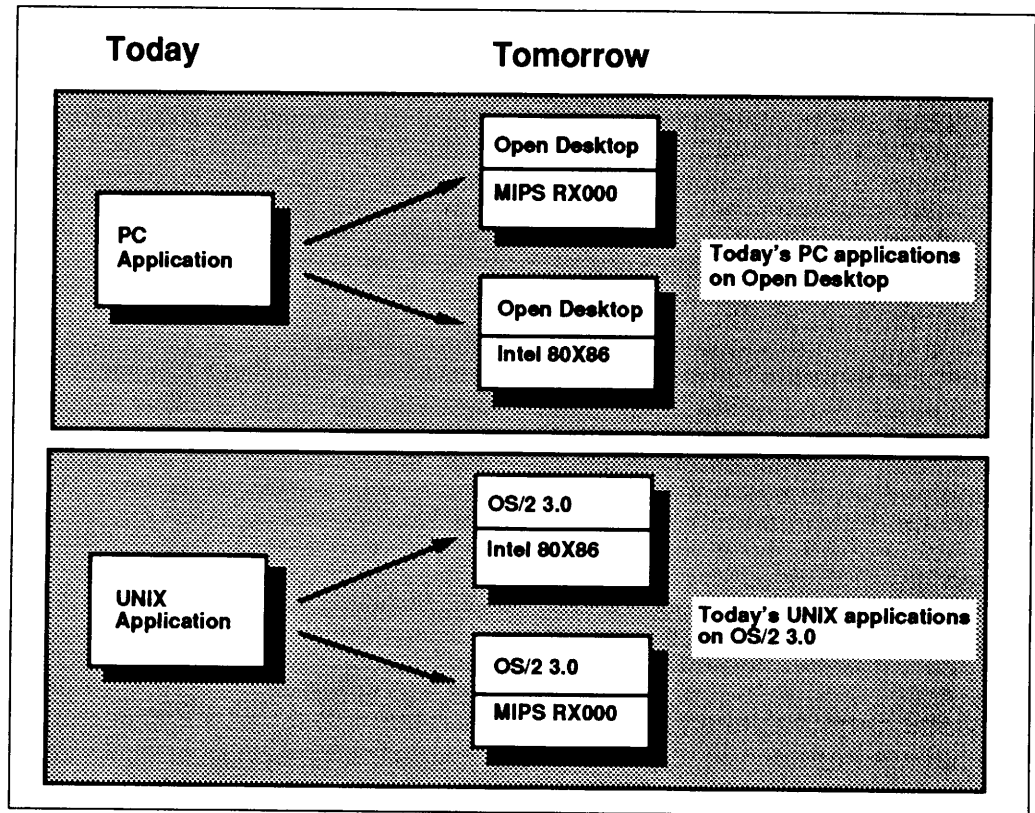 Today
Tomorrow
PC
Application
Open Desktop
MIPS RX000
Open Desktop
Intel 80X86
Today's PC applications
on Open Desktop
UNIX
Application
OS/2 3.0
Intel 80X86
OS/2 3.0
MIPS RX000
Today's UNIX applications
on OS/2 3.0